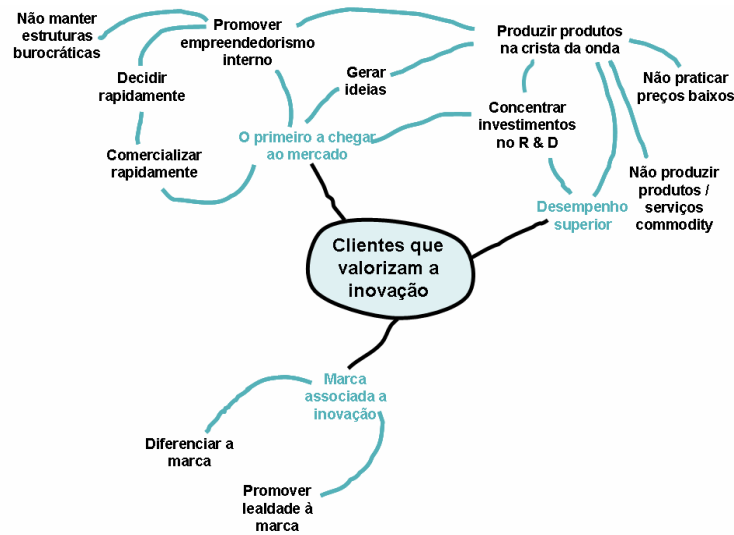 Não manter
estruturas
burocráticas
Promover
empreendedorismo
interno
Produzir produtos
na crista da onda
Decidir
rapidamente
Gerar
ideias
Não praticar
preços baixos
Concentrar
investimentos
no R & D
O primeiro a chegar
ao mercado
Comercializar
rapidamente
Não produzir
produtos /
serviços
commodity
Desempenho
superior
Clientes que
valorizam a
inovação
Marca
associada a
inovação
Diferenciar a
marca
Promover
lealdade à
marca